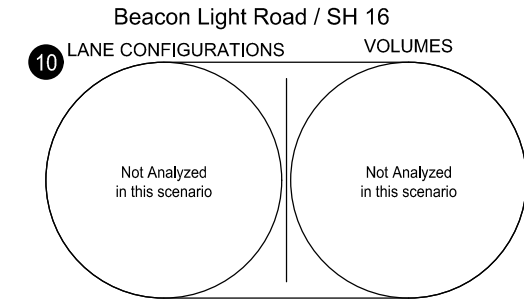 Beacon Light Road / SH 16
10
LANE CONFIGURATIONS
VOLUMES
Not Analyzed
in this scenario
Not Analyzed
in this scenario